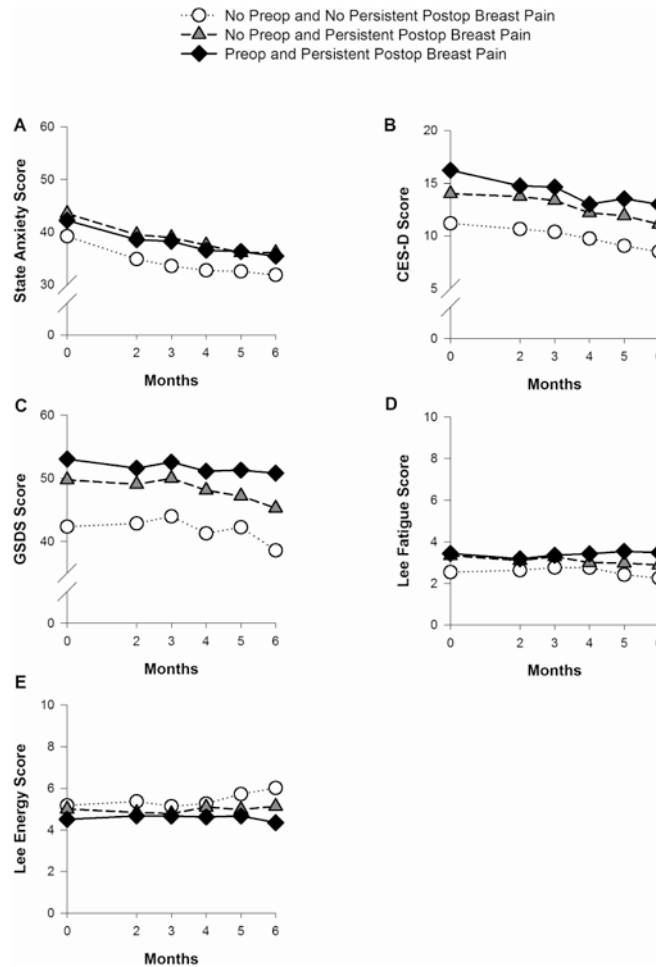 No Preop and No Persistent Postop Breast Pain
No Preop and Persistent Postop Breast Pain
Preop and Persistent Postop Breast Pain
A
State Anxiety Score
60
50
40
30
0
0 2 3 4 5 6
Months
B
CES-D Score
20
15
10
5
0
0 2 3 4 5
Months
C
GSDS Score
60
50
40
0
0 2 3 4 5 6
Months
D
Lee Fatigue Score
10
8
6
4
2
0
0 2 3 4 5
Months
E
Lee Energy Score
10
8
6
4
2
0
0 2 3 4 5 6
Months